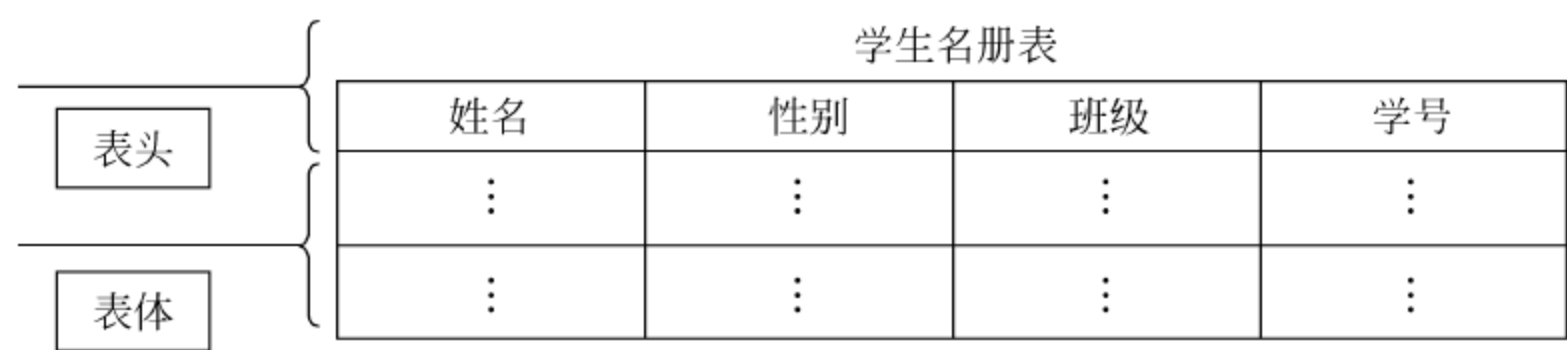 学生名册表
姓名 性别 班级 学号
表头
⋮ ⋮ ⋮ ⋮
⋮ ⋮ ⋮ ⋮
表体